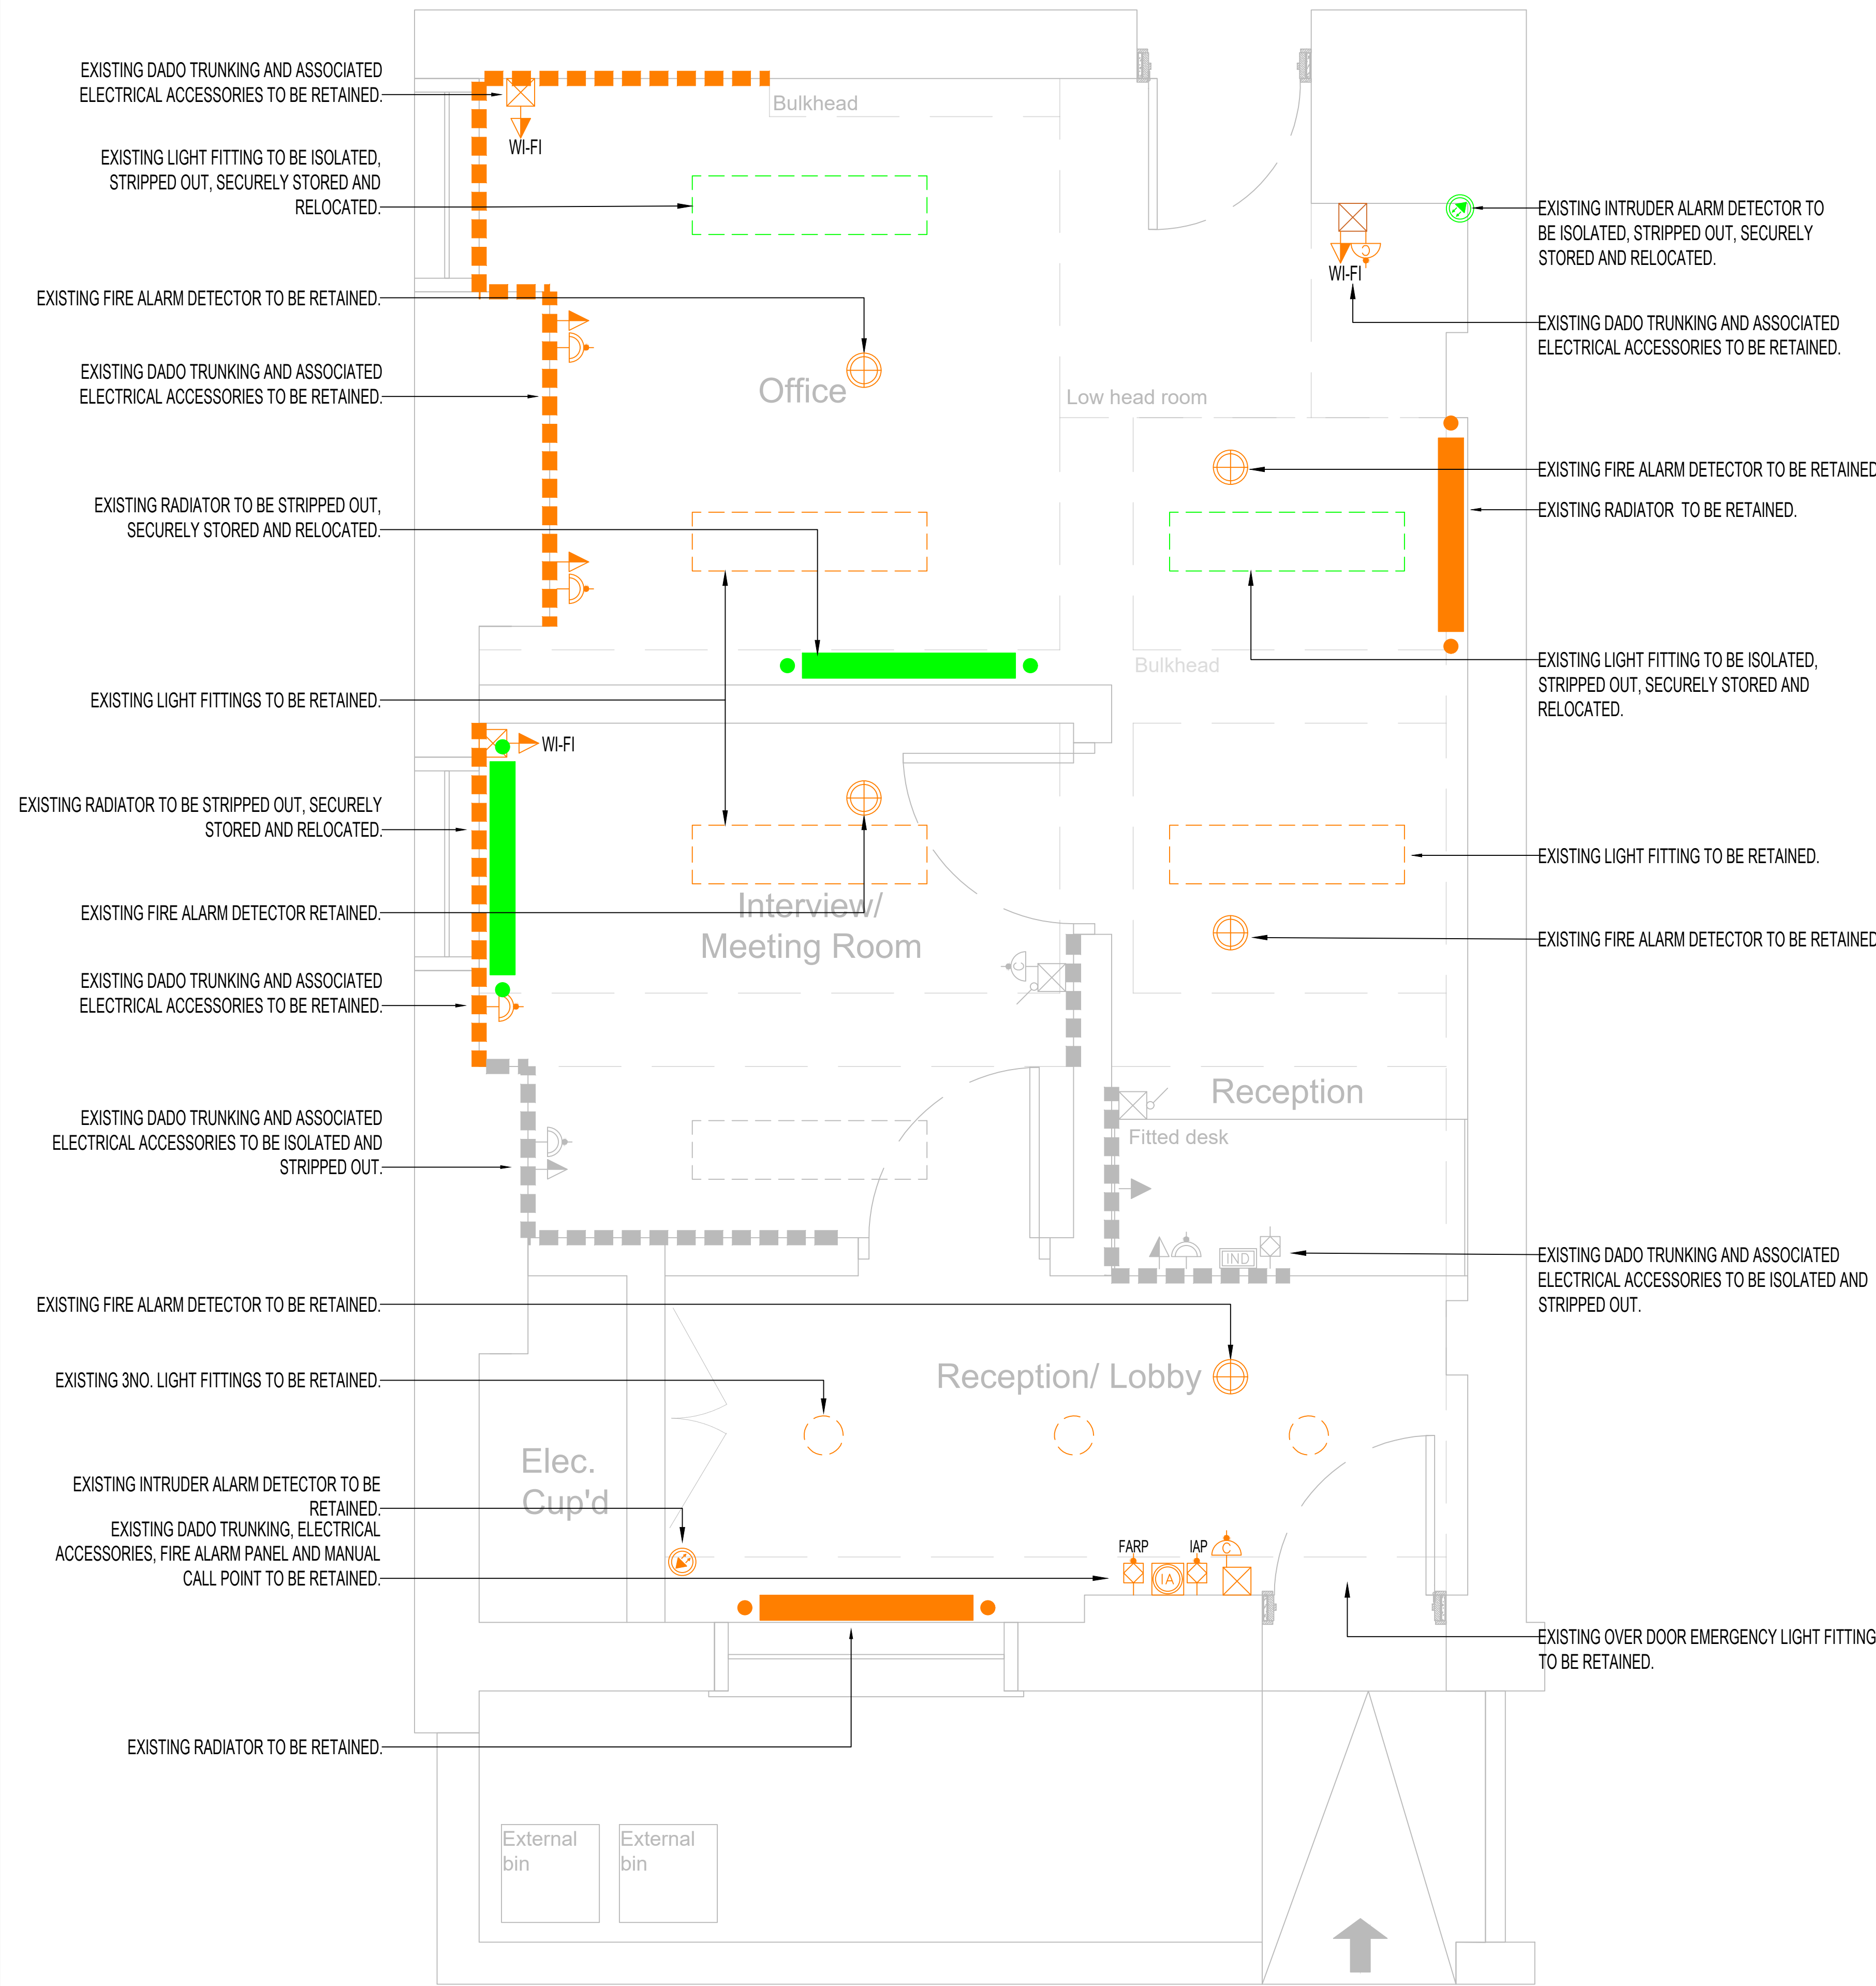 EXISTING DADO TRUNKING AND ASSOCIATED
ELECTRICAL ACCESSORIES TO BE RETAINED.
EXISTING LIGHT FITTING TO BE ISOLATED,
STRIPPED OUT, SECURELY STORED AND
RELOCATED.
EXISTING FIRE ALARM DETECTOR TO BE RETAINED.
EXISTING DADO TRUNKING AND ASSOCIATED
ELECTRICAL ACCESSORIES TO BE RETAINED.
EXISTING RADIATOR TO BE STRIPPED OUT,
SECURELY STORED AND RELOCATED.
EXISTING LIGHT FITTINGS TO BE RETAINED.
EXISTING RADIATOR TO BE STRIPPED OUT, SECURELY
STORED AND RELOCATED.
EXISTING FIRE ALARM DETECTOR RETAINED.
EXISTING DADO TRUNKING AND ASSOCIATED
ELECTRICAL ACCESSORIES TO BE RETAINED.
EXISTING DADO TRUNKING AND ASSOCIATED
ELECTRICAL ACCESSORIES TO BE ISOLATED AND
STRIPPED OUT.
EXISTING FIRE ALARM DETECTOR TO BE RETAINED.
EXISTING 3NO. LIGHT FITTINGS TO BE RETAINED.
EXISTING INTRUDER ALARM DETECTOR TO BE
RETAINED.
EXISTING DADO TRUNKING, ELECTRICAL
ACCESSORIES, FIRE ALARM PANEL AND MANUAL
CALL POINT TO BE RETAINED.
EXISTING RADIATOR TO BE RETAINED.
Bulkhead
WI-FI
Office
Low head room
WI-FI
C
Bulkhead
WI-FI
Interview/
Meeting Room
C
Reception
Fitted desk
IND
Reception/ Lobby
Elec.
Cup'd
FARP
IAP
C
IA
External
bin
External
bin
EXISTING INTRUDER ALARM DETECTOR TO
BE ISOLATED, STRIPPED OUT, SECURELY
STORED AND RELOCATED.
EXISTING DADO TRUNKING AND ASSOCIATED
ELECTRICAL ACCESSORIES TO BE RETAINED.
EXISTING FIRE ALARM DETECTOR TO BE RETAINED
EXISTING RADIATOR TO BE RETAINED.
EXISTING LIGHT FITTING TO BE ISOLATED,
STRIPPED OUT, SECURELY STORED AND
RELOCATED.
EXISTING LIGHT FITTING TO BE RETAINED.
EXISTING FIRE ALARM DETECTOR TO BE RETAINED
EXISTING DADO TRUNKING AND ASSOCIATED
ELECTRICAL ACCESSORIES TO BE ISOLATED AND
STRIPPED OUT.
EXISTING OVER DOOR EMERGENCY LIGHT FITTING
TO BE RETAINED.